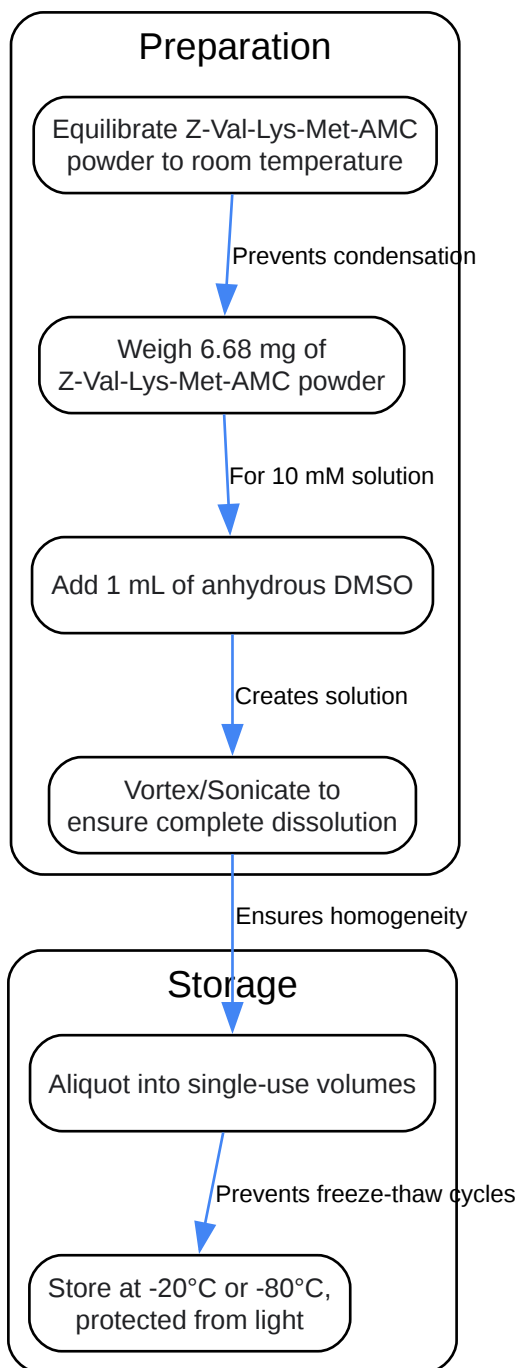 Preparation
Equilibrate Z-Val-Lys-Met-AMC
powder to room temperature
Prevents condensation
Weigh 6.68 mg of
Z-Val-Lys-Met-AMC powder
For 10 mM solution
Add 1 mL of anhydrous DMSO
Creates solution
Vortex/Sonicate to
ensure complete dissolution
Ensures homogeneity
Storage
Aliquot into single-use volumes
Prevents freeze-thaw cycles
Store at -20°C or -80°C,
protected from light